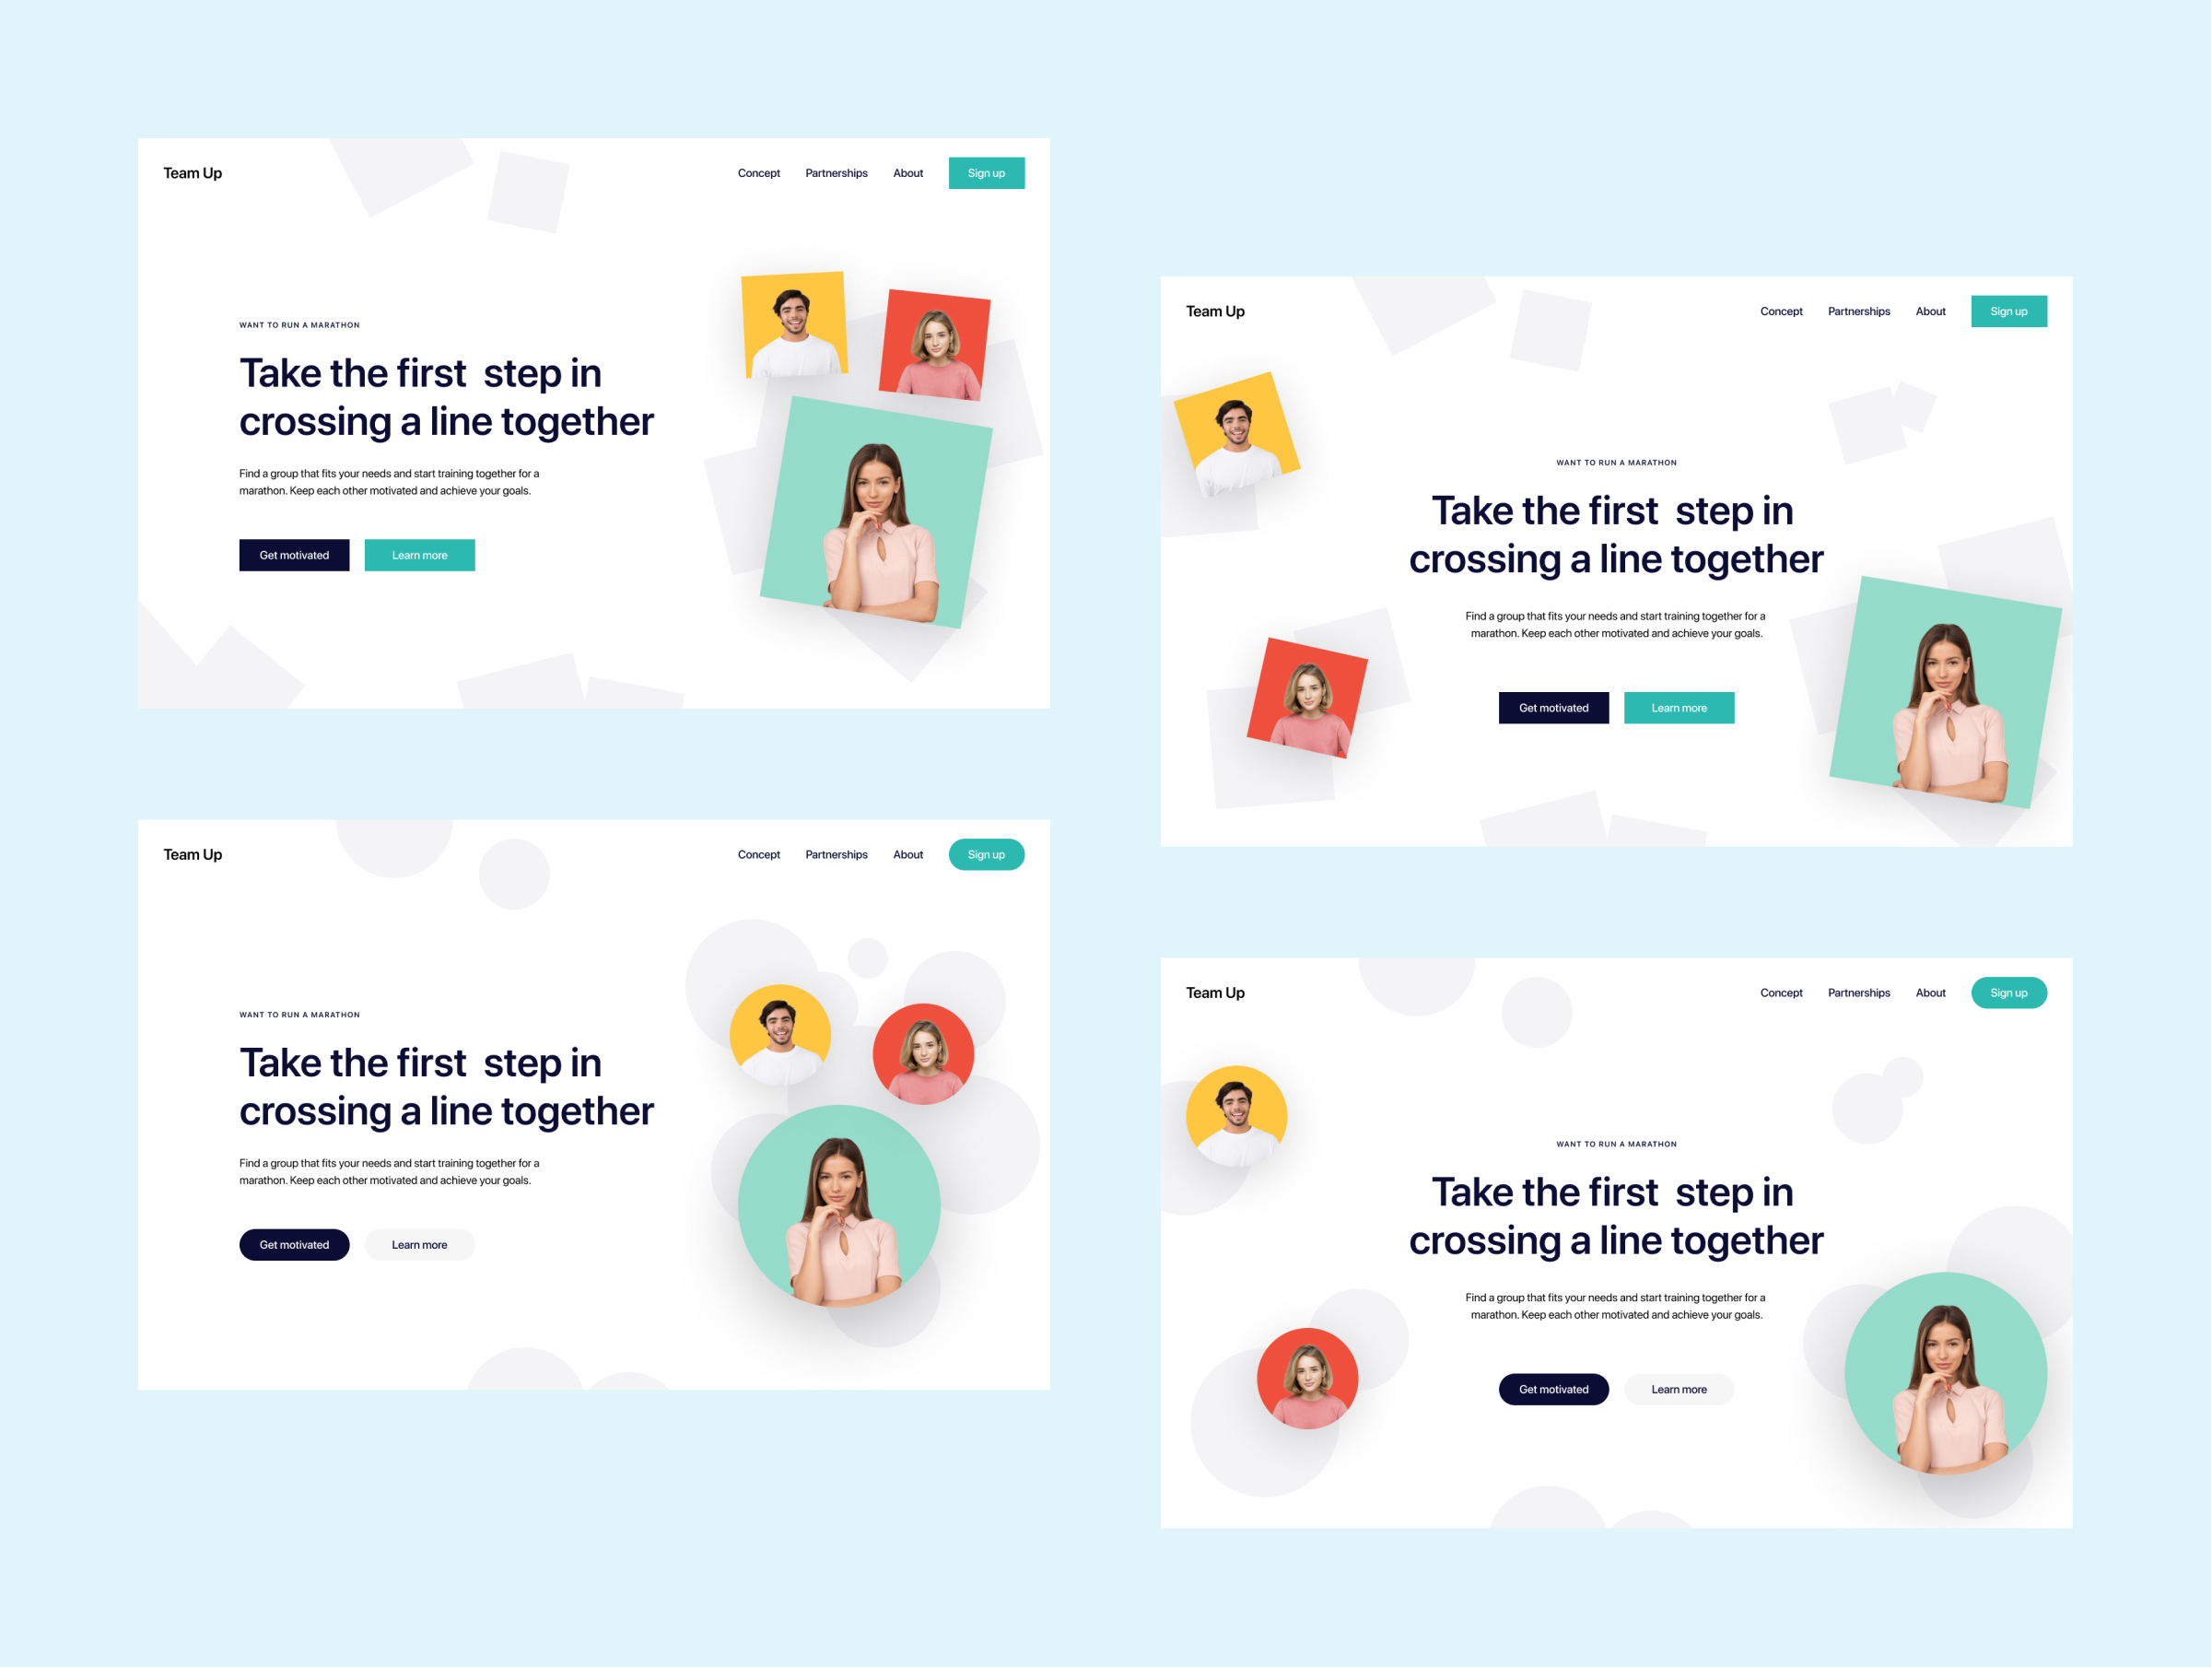 Team Up
Concept Partnerships About Sign up
WANT TO RUN A MARATHON
Take the first  step in
crossing a line together
Find a group that fits your needs and start training together for a
marathon. Keep each other motivated and achieve your goals.
Get motivated Learn more
Team Up
Concept Partnerships About Sign up
WANT TO RUN A MARATHON
Take the first  step in
crossing a line together
Find a group that fits your needs and start training together for a
marathon. Keep each other motivated and achieve your goals.
Get motivated Learn more
Team Up
Concept Partnerships About Sign up
WANT TO RUN A MARATHON
Take the first  step in
crossing a line together
Find a group that fits your needs and start training together for a
marathon. Keep each other motivated and achieve your goals.
Get motivated Learn more
Team Up
Concept Partnerships About Sign up
WANT TO RUN A MARATHON
Take the first  step in
crossing a line together
Find a group that fits your needs and start training together for a
marathon. Keep each other motivated and achieve your goals.
Get motivated Learn more